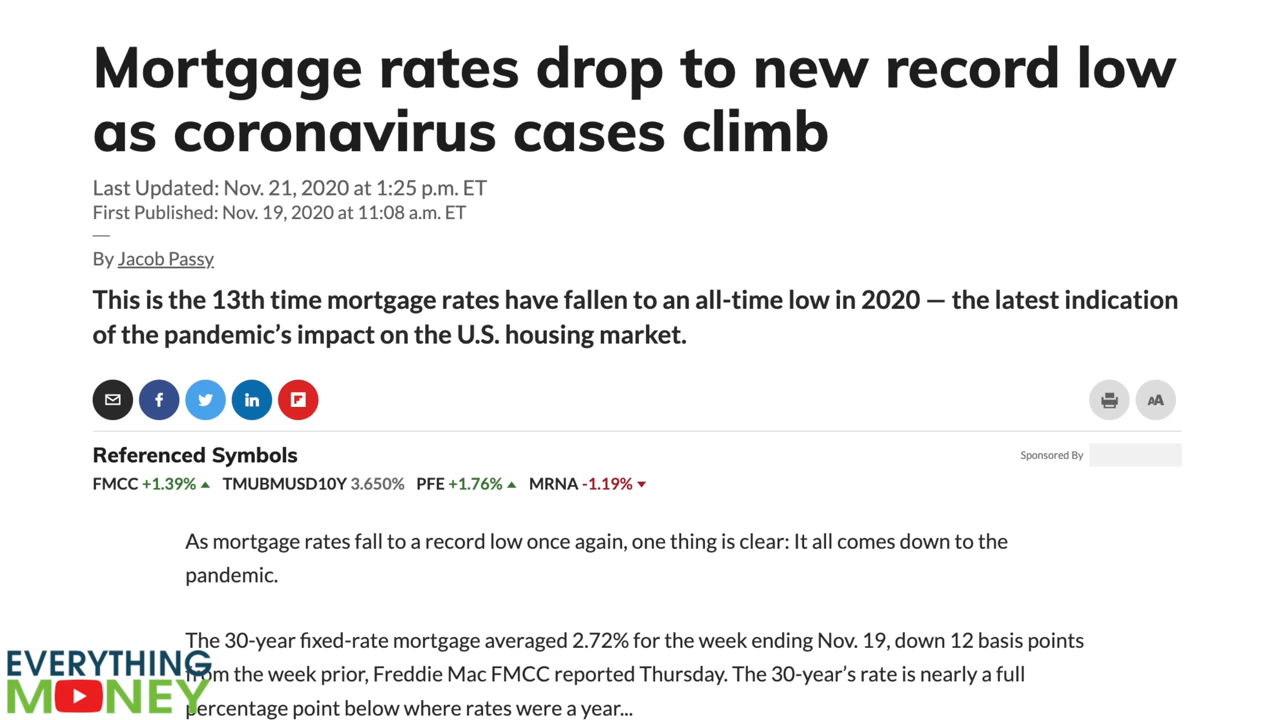 Mortgage rates drop to new record low
as coronavirus cases climb
Last Updated: Nov. 21, 2020 at 1:25 p.m. ET
First Published: Nov. 19, 2020 at 11:08 a.m. ET
By Jacob Passy
This is the 13th time mortgage rates have fallen to an all-time low in 2020 — the latest indication
of the pandemic’s impact on the U.S. housing market.
f in AA
Referenced Symbols
Sponsored By
FMCC +1.39% TMUBMUSD10Y 3.650% PFE +1.76% MRNA -1.19%
As mortgage rates fall to a record low once again, one thing is clear: It all comes down to the
pandemic.
The 30-year fixed-rate mortgage averaged 2.72% for the week ending Nov. 19, down 12 basis points
from the week prior, Freddie Mac FMCC reported Thursday. The 30-year’s rate is nearly a full
percentage point below where rates were a year...
EVERYTHING
MONEY